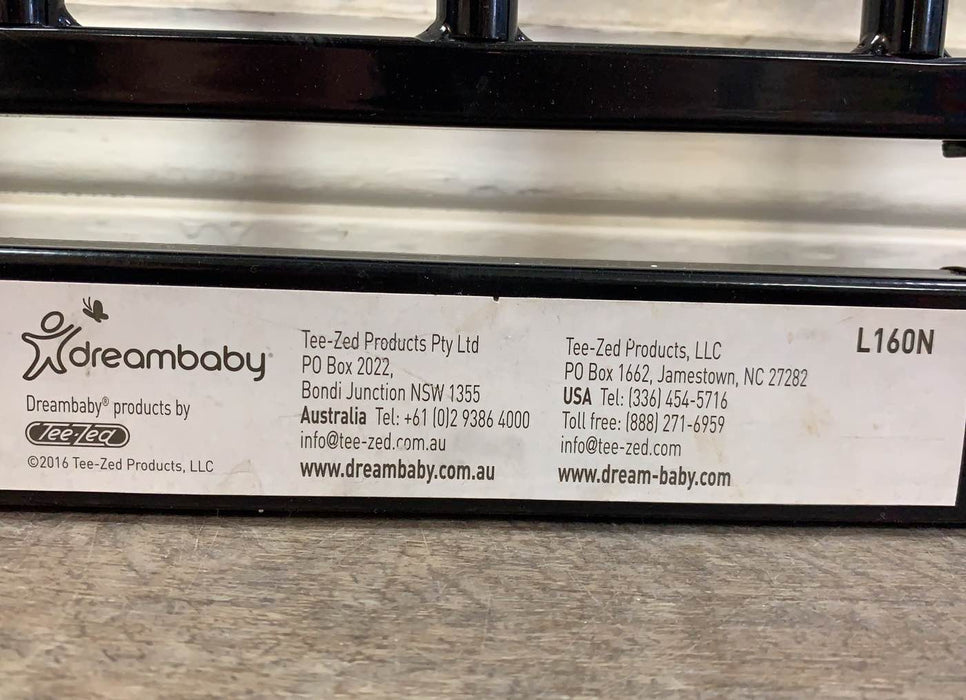 dreambaby®
Dreambaby® products by
Tee-Zed
©2016 Tee-Zed Products, LLC
Tee-Zed Products Pty Ltd
PO Box 2022,
Bondi Junction NSW 1355
Australia Tel: +61 (0)2 9386 4000
info@tee-zed.com.au
www.dreambaby.com.au
Tee-Zed Products, LLC
PO Box 1662, Jamestown, NC 27282
USA Tel: (336) 454-5716
Toll free: (888) 271-6959
info@tee-zed.com
www.dream-baby.com
L160N